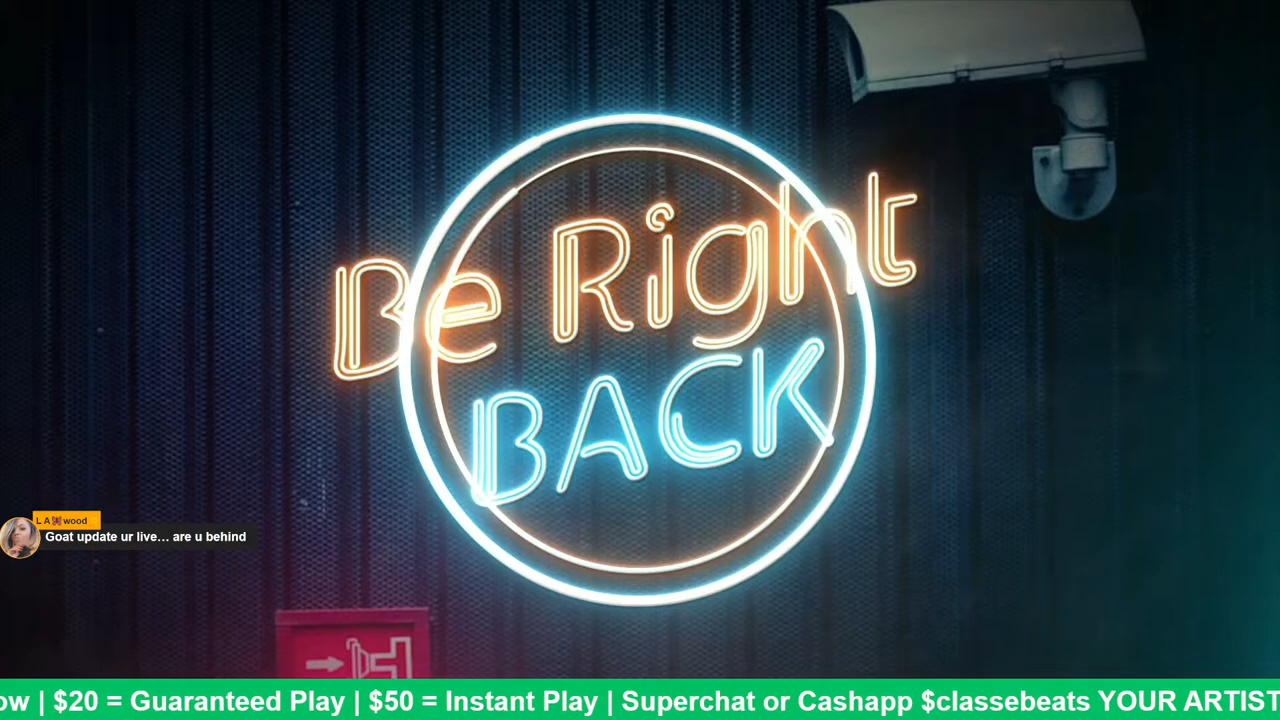 Be Right
BACK
L A wood
Goat update ur live... are u behind
ow | $20 = Guaranteed Play | $50 = Instant Play | Superchat or Cashapp $classebeats YOUR ARTIST